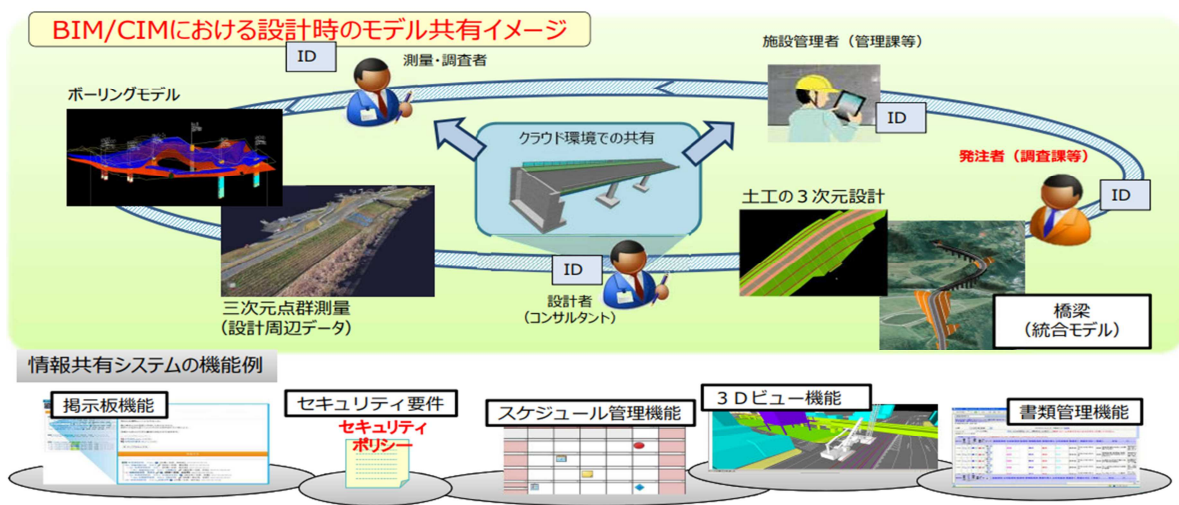 BIM/CIMにおける設計時のモデル共有イメージ
ID
測量・調査者
施設管理者（管理課等）
ボーリングモデル
ID
クラウド環境での共有
発注者（調査課等）
ID
土工の３次元設計
ID
三次元点群測量
（設計周辺データ）
設計者
（コンサルタント）
橋梁
（統合モデル）
情報共有システムの機能例
掲示板機能
セキュリティ要件
セキュリティ
ポリシー
スケジュール管理機能
３Ｄビュー機能
書類管理機能